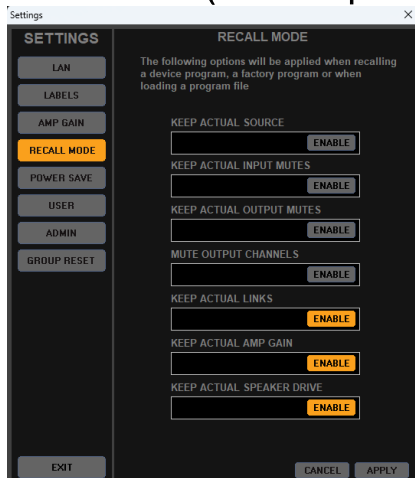 Settings
SETTINGS
LAN
LABELS
AMP GAIN
RECALL MODE
POWER SAVE
USER
ADMIN
GROUP RESET
EXIT
RECALL MODE
The following options will be applied when recalling
a device program, a factory program or when
loading a program file
KEEP ACTUAL SOURCE
ENABLE
KEEP ACTUAL INPUT MUTES
ENABLE
KEEP ACTUAL OUTPUT MUTES
ENABLE
MUTE OUTPUT CHANNELS
ENABLE
KEEP ACTUAL LINKS
ENABLE
KEEP ACTUAL AMP GAIN
ENABLE
KEEP ACTUAL SPEAKER DRIVE
ENABLE
CANCEL APPLY